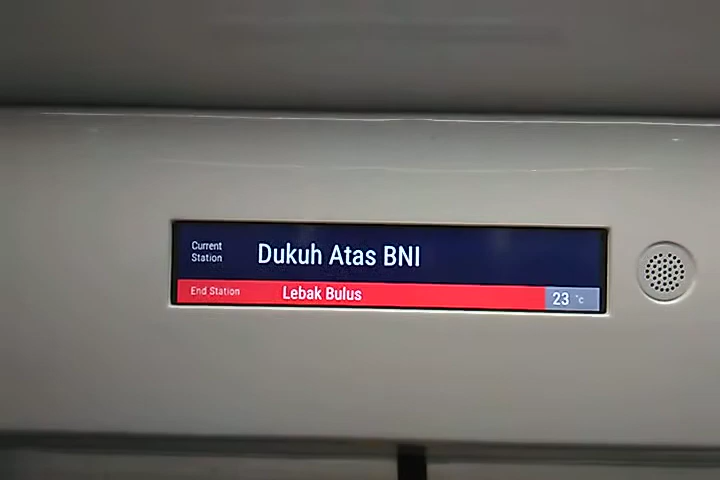 Current Station
Dukuh Atas BNI
End Station Lebak Bulus 23 °c